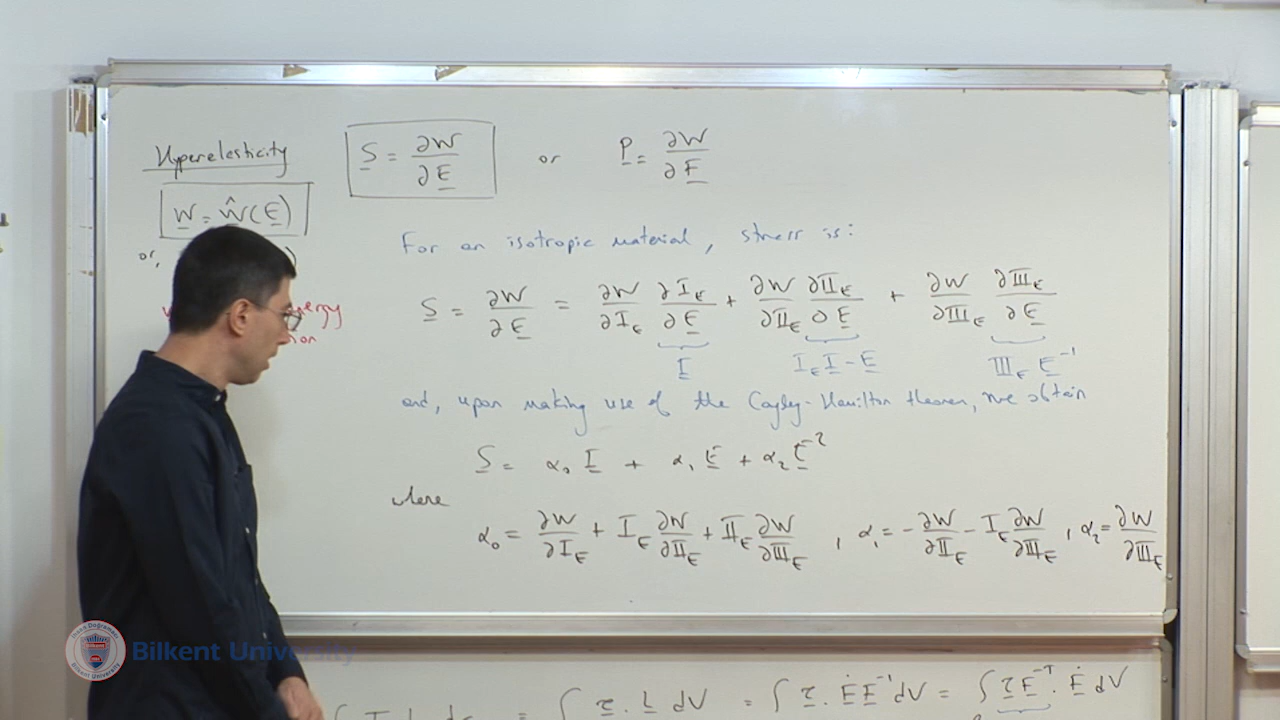 Hyperelasticity S = ∂W/∂E or P = ∂W/∂F
W = Ŵ(E)
or,
For an isotropic material, stress is:
S = ∂W/∂E = ∂W/∂I_E ∂I_E/∂E + ∂W/∂II_E ∂II_E/∂E + ∂W/∂III_E ∂III_E/∂E
I I_E I - E III_E E^-1
and, upon making use of the Cayley-Hamilton theorem, we obtain
S = α₀ I + α₁ E + α₂ E^2
where
α₀ = ∂W/∂I_E + I_E ∂W/∂II_E + II_E ∂W/∂III_E , α₁ = - ∂W/∂II_E - I_E ∂W/∂III_E , α₂ = ∂W/∂III_E
Bilkent University
= ∫ τ · L dV = ∫ τ · Ḟ F^-1 dV = ∫ τ F^-T · Ḟ dV